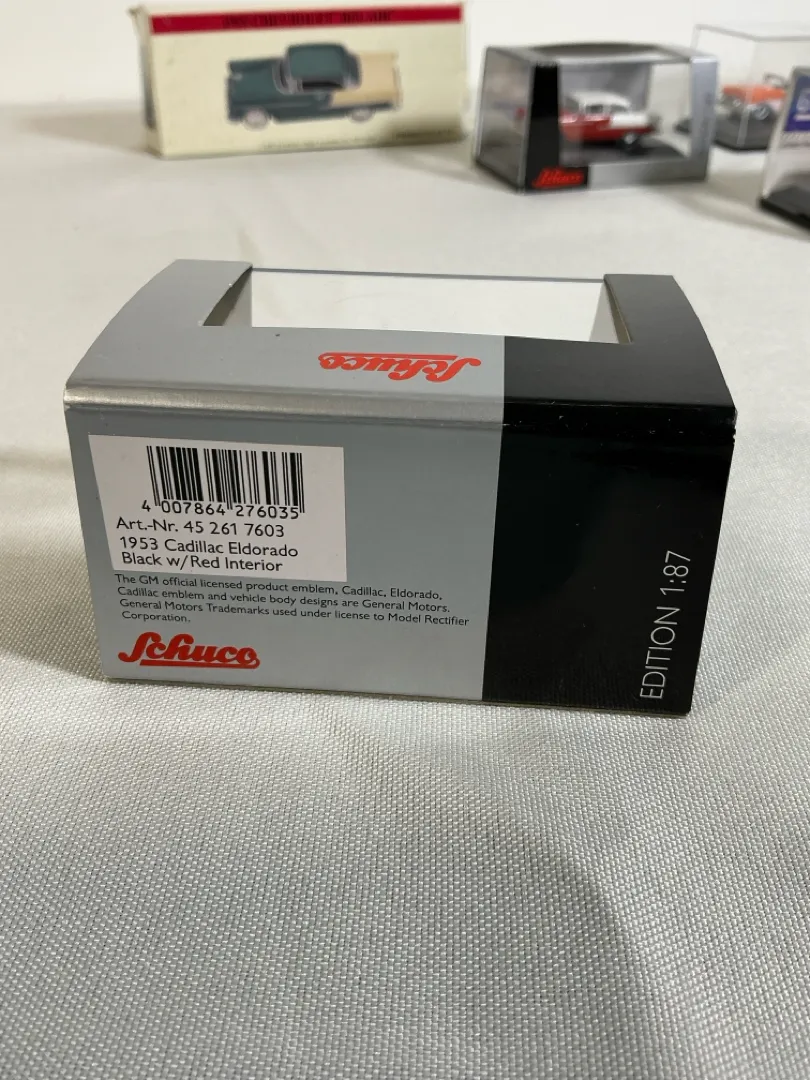 Schuco
Schuco
4 007864 276035
Art.-Nr. 45 261 7603
1953 Cadillac Eldorado
Black w/Red Interior
The GM official licensed product emblem, Cadillac, Eldorado,
Cadillac emblem and vehicle body designs are General Motors.
General Motors Trademarks used under license to Model Rectifier
Corporation.
Schuco
EDITION 1:87